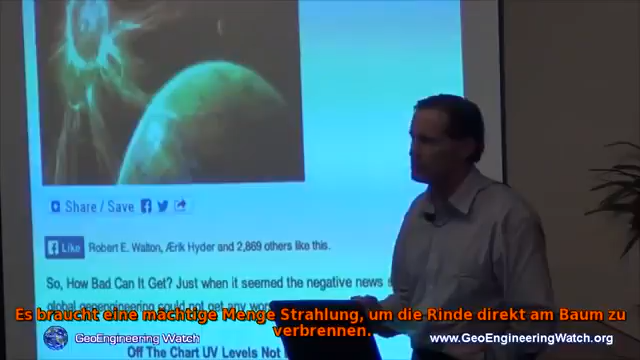 Share / Save
Like
Robert E. Walton, Ærik Hyder and 2,869 others like this.
So, How Bad Can It Get? Just when it seemed the negative news
global geoengineering could not get any
Es braucht eine mächtige Menge Strahlung, um die Rinde direkt am Baum zu
verbrennen.
GeoEngineering Watch
www.GeoEngineeringWatch.org
Off The Chart UV Levels Not